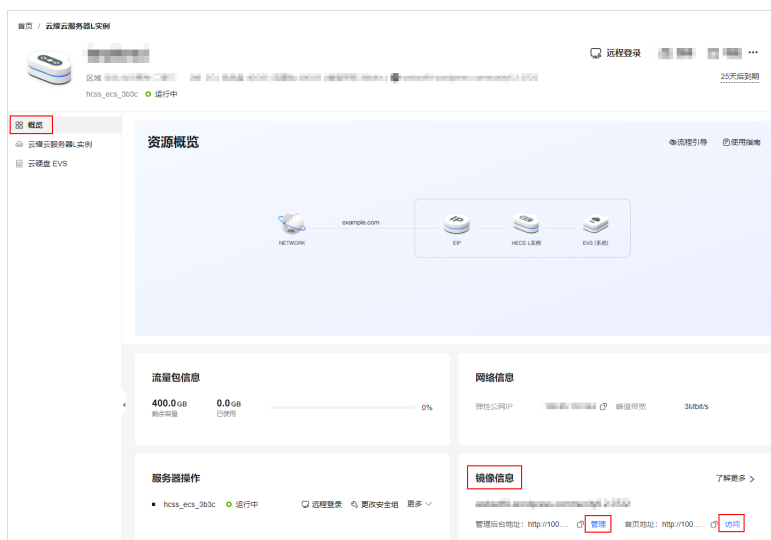 首页 / 云耀云服务器L实例
远程登录 ···
区域
25天后到期
hcss_ecs_3b3c 运行中
概览
云耀云服务器L实例
云硬盘 EVS
资源概览
流程引导 使用指南
example.com
NETWORK EIP HECS L实例 EVS (系统)
流量包信息
400.0 GB 0.0 GB 0%
剩余容量 已使用
网络信息
弹性公网IP 峰值带宽 3Mbit/s
服务器操作
hcss_ecs_3b3c 运行中 远程登录 更改安全组 更多
镜像信息 了解更多
管理后台地址: http://100.... 管理 首页地址: http://100.... 访问